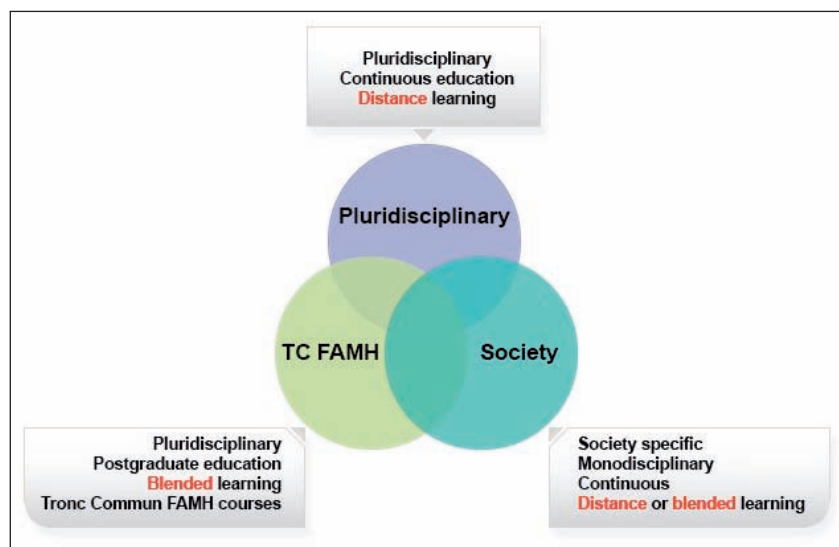 Pluridisciplinary
Continuous education
Distance learning
Pluridisciplinary
TC FAMH
Society
Pluridisciplinary
Postgraduate education
Blended learning
Tronc Commun FAMH courses
Society specific
Monodisciplinary
Continuous
Distance or blended learning